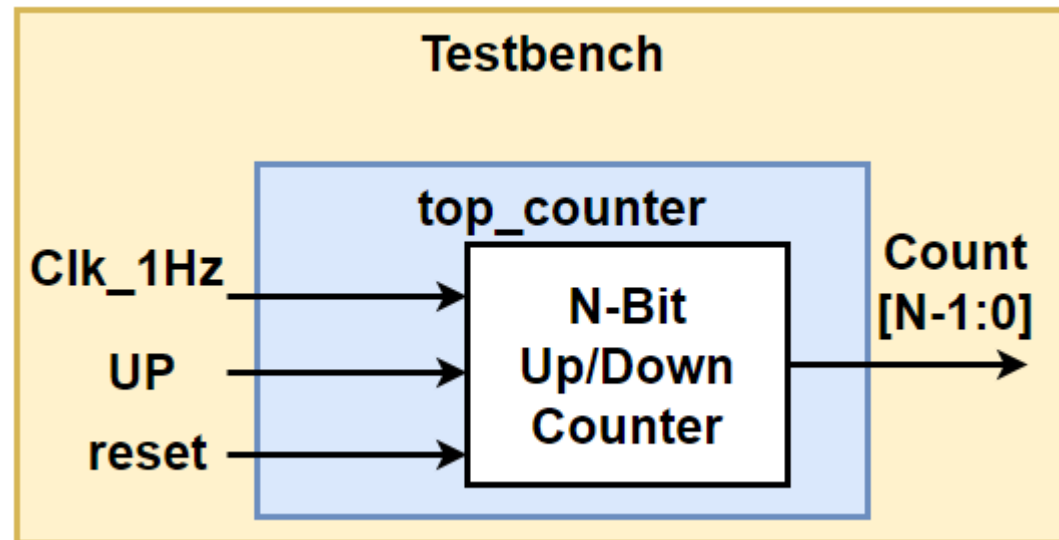 Testbench
top_counter
Clk_1Hz
UP
reset
N-Bit
Up/Down
Counter
Count
[N-1:0]